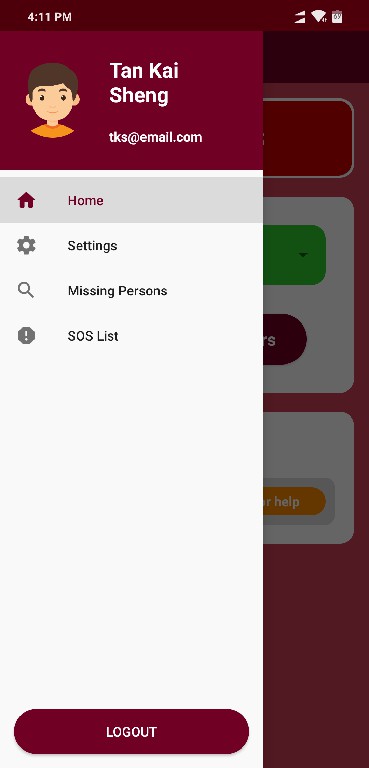 4:11 PM
Tan Kai
Sheng
tks@email.com
Home
Settings
Missing Persons
SOS List
rs
r help
LOGOUT